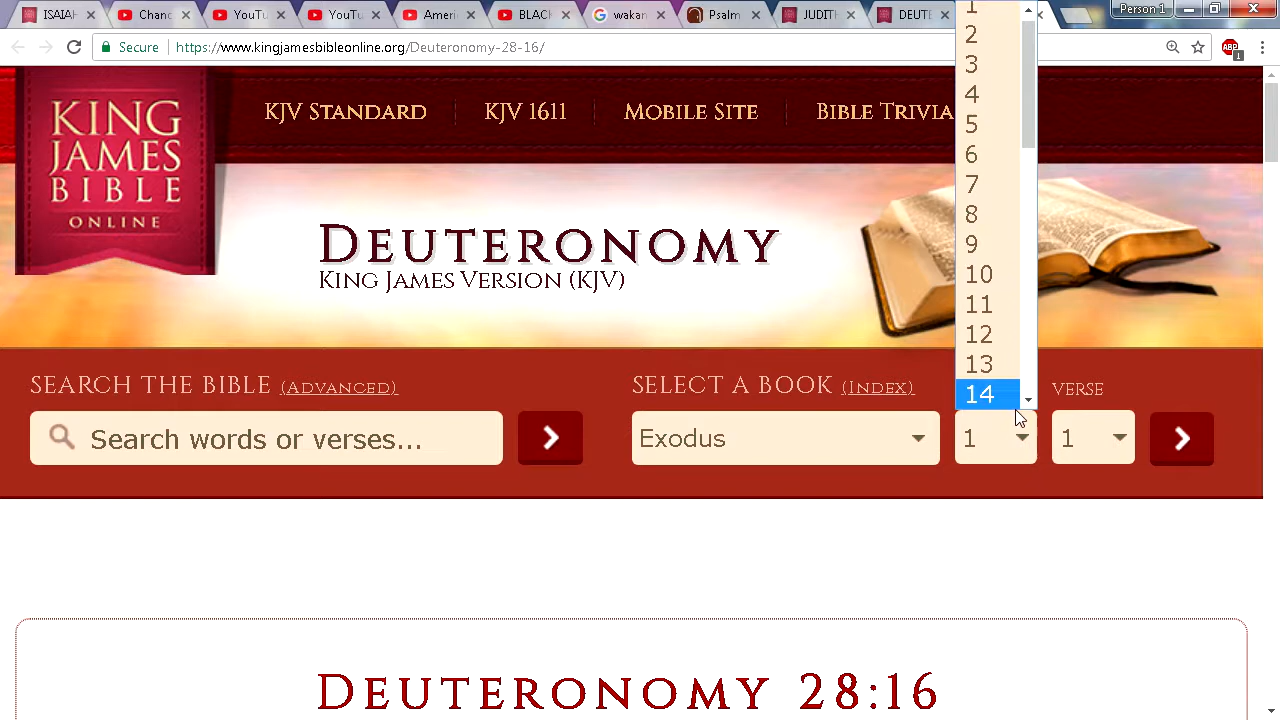 ISAIAH
Chanc
YouTu
YouTu
Ameri
BLAC
wakan
Psalm
JUDITH
DEUTE
Person 1
Secure
https://www.kingjamesbibleonline.org/Deuteronomy-28-16/
ABP
1
KING
JAMES
BIBLE
ONLINE
KJV Standard
KJV 1611
Mobile Site
Bible Trivia
Deuteronomy
King James Version (KJV)
1
2
3
4
5
6
7
8
9
10
11
12
13
14
SEARCH THE BIBLE (Advanced)
SELECT A BOOK (Index)
VERSE
Search words or verses...
Exodus
1
1
Deuteronomy 28:16